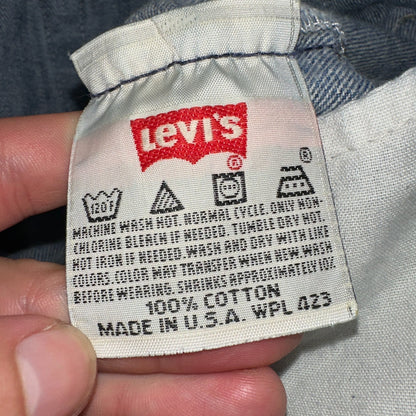 Levi's
®
®
120F
MACHINE WASH HOT. NORMAL CYCLE. ONLY NON-
CHLORINE BLEACH IF NEEDED. TUMBLE DRY HOT.
HOT IRON IF NEEDED. WASH AND DRY WITH LIKE
COLORS. COLOR MAY TRANSFER WHEN NEW. WASH
BEFORE WEARING. SHRINKS APPROXIMATELY 10%.
100% COTTON
MADE IN U.S.A. WPL 423